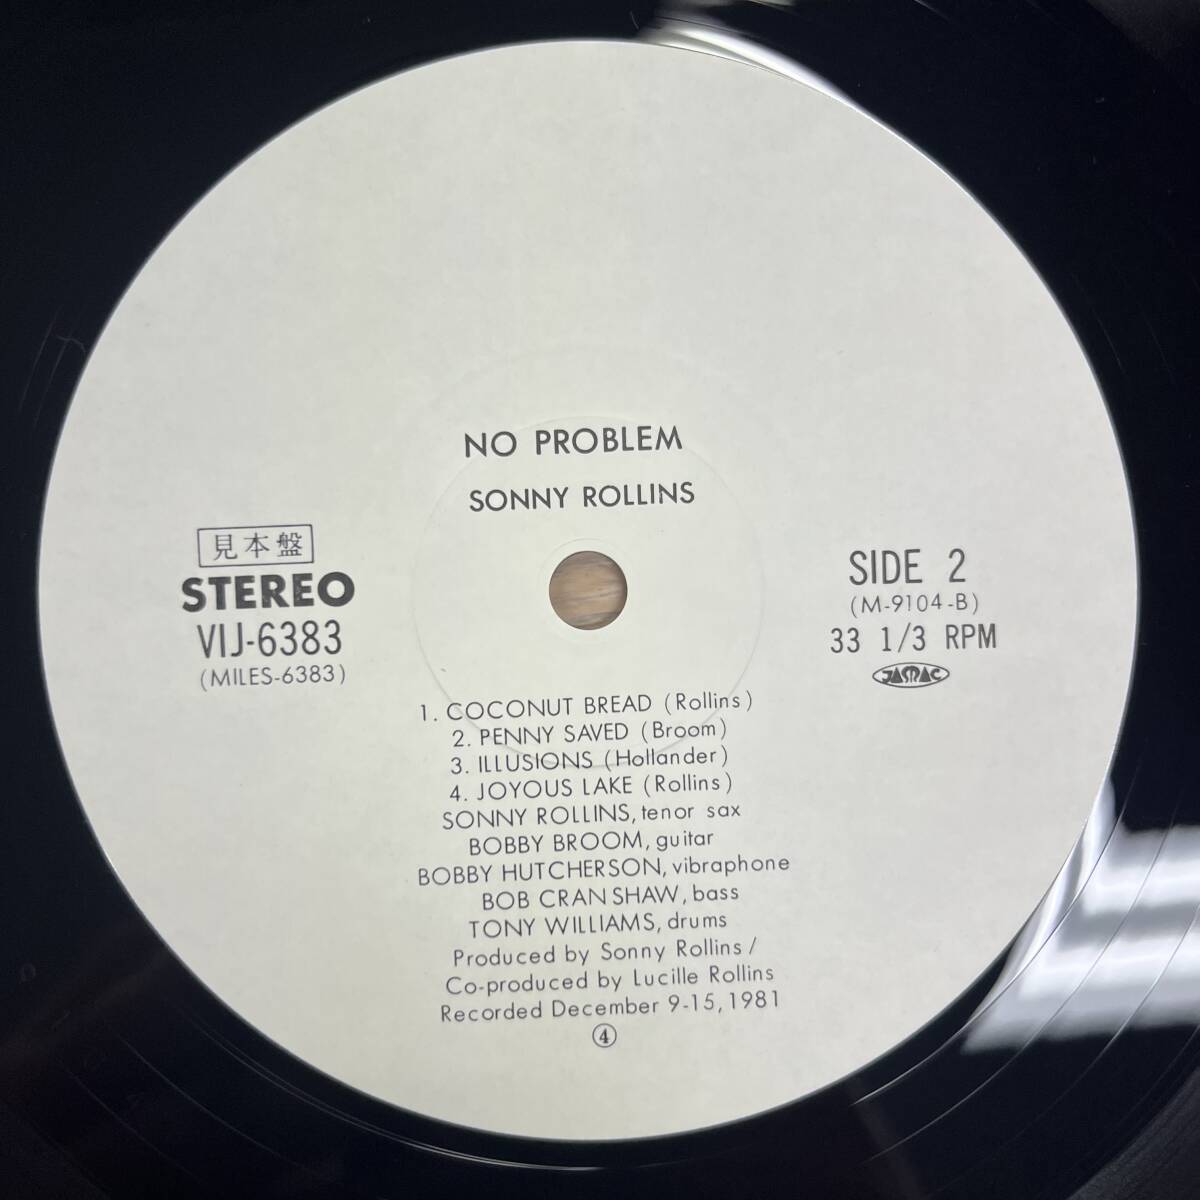 NO PROBLEM
SONNY ROLLINS
見本盤
STEREO
VIJ-6383
(MILES-6383)
SIDE 2
(M-9104-B)
33 1/3 RPM
JASRAC
1. COCONUT BREAD (Rollins)
2. PENNY SAVED (Broom)
3. ILLUSIONS (Hollander)
4. JOYOUS LAKE (Rollins)
SONNY ROLLINS, tenor sax
BOBBY BROOM, guitar
BOBBY HUTCHERSON, vibraphone
BOB CRANSHAW, bass
TONY WILLIAMS, drums
Produced by Sonny Rollins /
Co-produced by Lucille Rollins
Recorded December 9-15, 1981
④